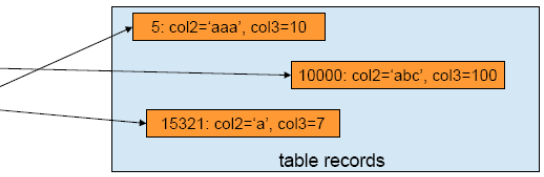 5: col2=‘aaa’, col3=10
10000: col2=‘abc’, col3=100
15321: col2=‘a’, col3=7
table records